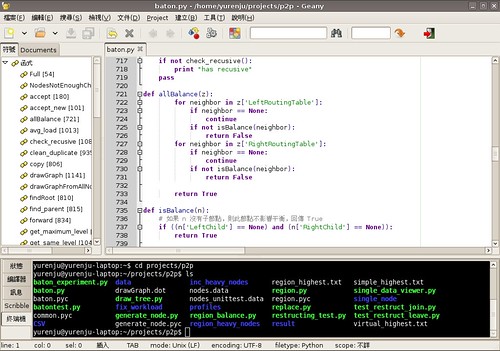 baton.py - /home/yurenju/projects/p2p - Geany
檔案(F) 編輯(E) 搜尋(S) 檢視(V) 文件(D) Project 建立(B) 工具(T) 說明(H)
符號 Documents
函式
Full [54]
NodesNotEnoughCh
accept [180]
accept_new [101]
allBalance [721]
avg_load [1013]
check_recusive [108
clean_duplicate [935
copy [806]
drawGraph [1141]
drawGraphFromAllNo
findRoot [810]
find_parent [815]
forward [834]
get_maximum_level
get_same_level [104
baton.py
717 if not check_recusive():
718 print "has recusive"
719 pass
720
721 def allBalance(z):
722 for neighbor in z['LeftRoutingTable']:
723 if neighbor == None:
724 continue
725 if not isBalance(neighbor):
726 return False
727 for neighbor in z['RightRoutingTable']:
728 if neighbor == None:
729 continue
730 if not isBalance(neighbor):
731 return False
732
733 return True
734
735 def isBalance(n):
736 # 如果 n 沒有子節點，則此節點不影響平衡，回傳 True
737 if ((n['LeftChild'] == None) and (n['RightChild'] == None)):
738 return True
狀態
編譯器
訊息
Scribble
終端機
yurenju@yurenju-laptop:~$ cd projects/p2p
yurenju@yurenju-laptop:~/projects/p2p$ ls
baton_experiment.py data inc_heavy_nodes region_highest.txt simple_highest.txt
baton.py drawGraph.dot nodes.data region.py single_data_viewer.py
baton.pyc draw_tree.py nodes_unittest.data region.pyc single_node
batontest.py fix_workload profiles replace.py test_restruct_join.py
common.pyc generate_node.py region_balance.py restructing_test.py test_restruct_leave.py
CSV generate_node.pyc region_heavy_nodes result virtual_highest.txt
yurenju@yurenju-laptop:~/projects/p2p$
line: 1 col: 0 sel: 0 插入 TAB mode: Unix (LF) encoding: UTF-8 filetype: Python scope: 不詳